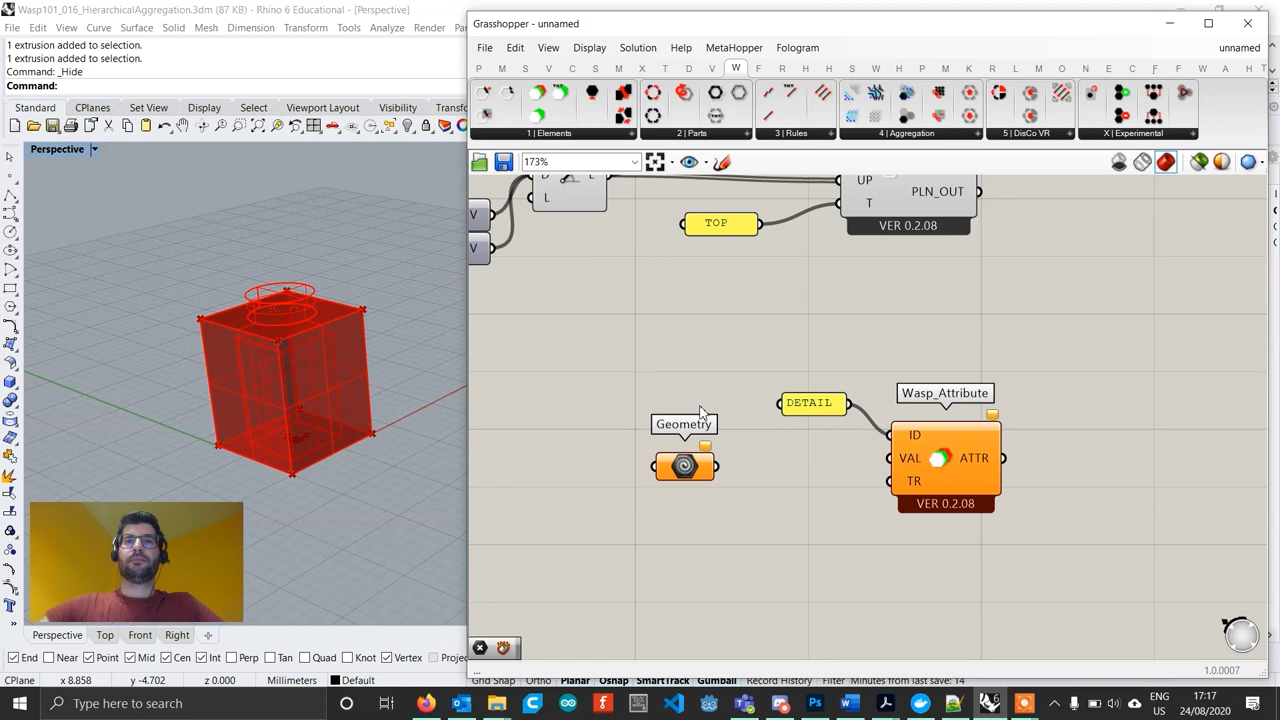 Wasp101_016_HierarchicalAggregation.3dm (87 KB) - Rhino 6 Educational - [Perspective]
File Edit View Curve Surface Solid Mesh Dimension Transform Tools Analyze Render Pan
1 extrusion added to selection.
1 extrusion added to selection.
Command: _Hide
Command:
Standard CPlanes Set View Display Select Viewport Layout Visibility Transfo
Perspective
Grasshopper - unnamed
File Edit View Display Solution Help MetaHopper Fologram unnamed
W
1 | Elements 2 | Parts 3 | Rules 4 | Aggregation 5 | DisCo VR X | Experimental
173%
D
L
L
V
V
UP
PLN_OUT
T
VER 0.2.08
TOP
Geometry
DETAIL
Wasp_Attribute
ID
VAL
ATTR
TR
VER 0.2.08
...
1.0.0007
Perspective Top Front Right
End Near Point Mid Cen Int Perp Tan Quad Knot Vertex Projec
CPlane x 8.858 y -4.702 z 0.000 Millimeters Default Grid Snap Ortho Planar Osnap SmartTrack Gumball Record History Filter Minutes from last save: 14
Type here to search
ENG
US
17:17
24/08/2020